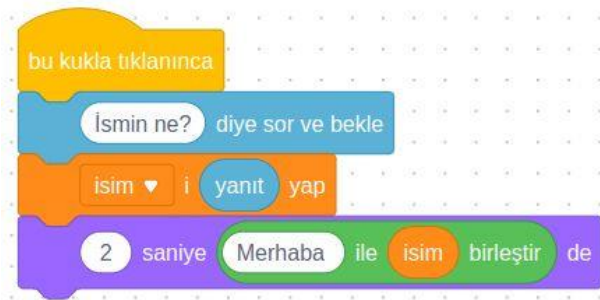 bu kukla tıklanınca
İsmin ne? diye sor ve bekle
isim ▼ i yanıt yap
2 saniye Merhaba ile isim birleştir de